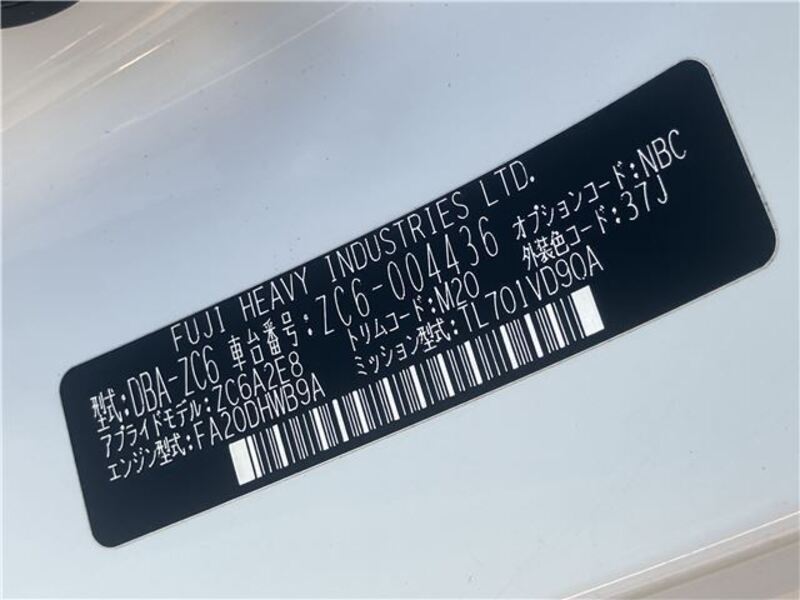 FUJI HEAVY INDUSTRIES LTD.
型式:DBA-ZC6 車台番号:ZC6-004436 オプションコード:NBC
アプライドモデル:ZC6A2E8 トリムコード:M20 外装色コード:37J
エンジン型式:FA20DHWB9A ミッション型式:TL701VD90A